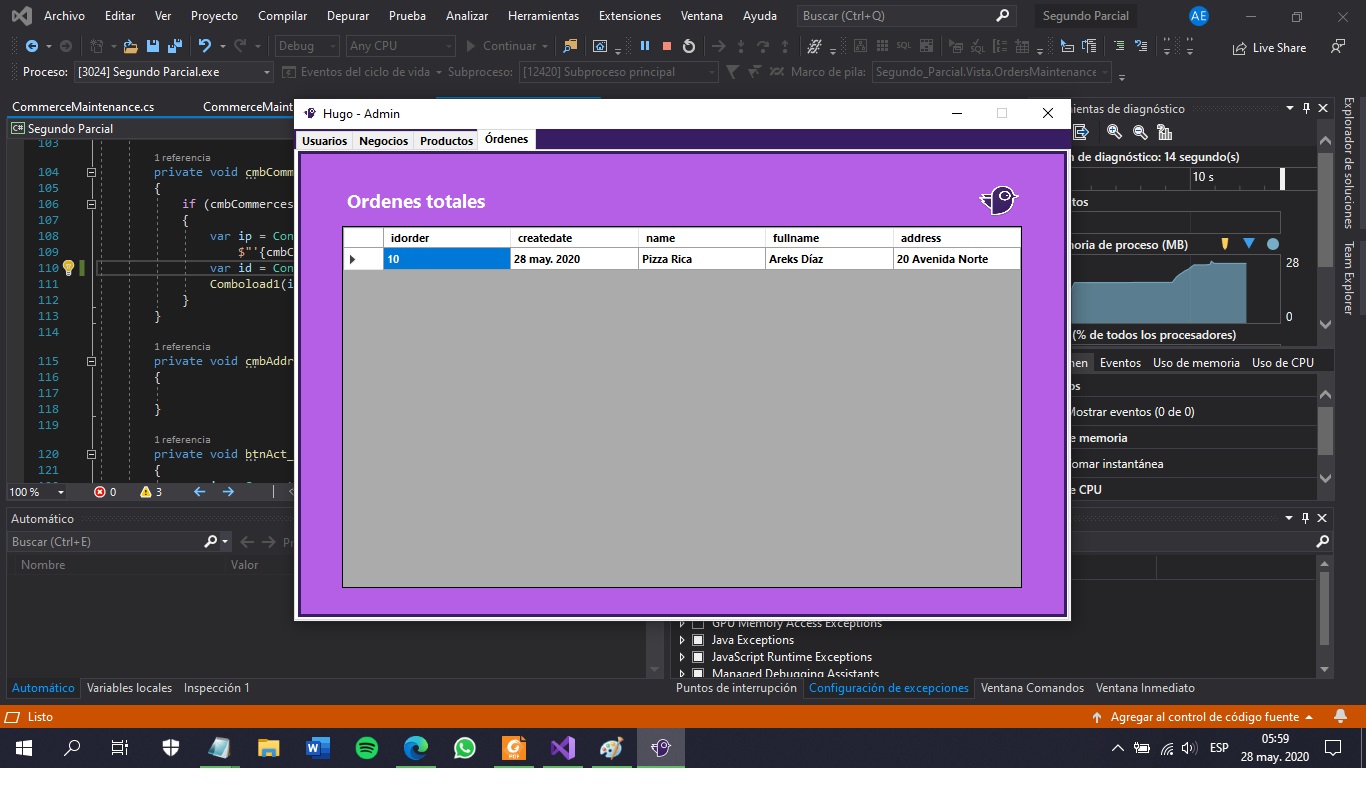 Archivo Editar Ver Proyecto Compilar Depurar Prueba Analizar Herramientas Extensiones Ventana Ayuda Buscar (Ctrl+Q) Segundo Parcial AE
Debug Any CPU Continuar SQL Live Share
Proceso: [3024] Segundo Parcial.exe Eventos del ciclo de vida Subproceso: [12420] Subproceso principal Marco de pila: Segundo_Parcial.Vista.OrdersMaintenance
CommerceMaintenance.cs CommerceMaint
Segundo Parcial
103
1 referencia
104 private void cmbComm
105 {
106 if (cmbCommerces
107 {
108 var ip = Con
109 $"'{cmbC
110 var id = Con
111 Comboload1(i
112 }
113 }
114
1 referencia
115 private void cmbAddr
116 {
117
118 }
119
1 referencia
120 private void btnAct_
121 {
100 % 0 3
Hugo - Admin
Usuarios Negocios Productos Órdenes
Ordenes totales
idorder createdate name fullname address
10 28 may. 2020 Pizza Rica Areks Díaz 20 Avenida Norte
ientas de diagnóstico
n de diagnóstico: 14 segundo(s)
10 s
tos
moria de proceso (MB)
28
0
(% de todos los procesadores)
men Eventos Uso de memoria Uso de CPU
os
Mostrar eventos (0 de 0)
e memoria
omar instantánea
e CPU
Explorador de soluciones
Team Explorer
Automático
Buscar (Ctrl+E) Pr
Nombre Valor
GPU Memory Access Exceptions
Java Exceptions
JavaScript Runtime Exceptions
Managed Debugging Assistants
Automático Variables locales Inspección 1
Puntos de interrupción Configuración de excepciones Ventana Comandos Ventana Inmediato
Listo Agregar al control de código fuente
ESP 05:59
28 may. 2020